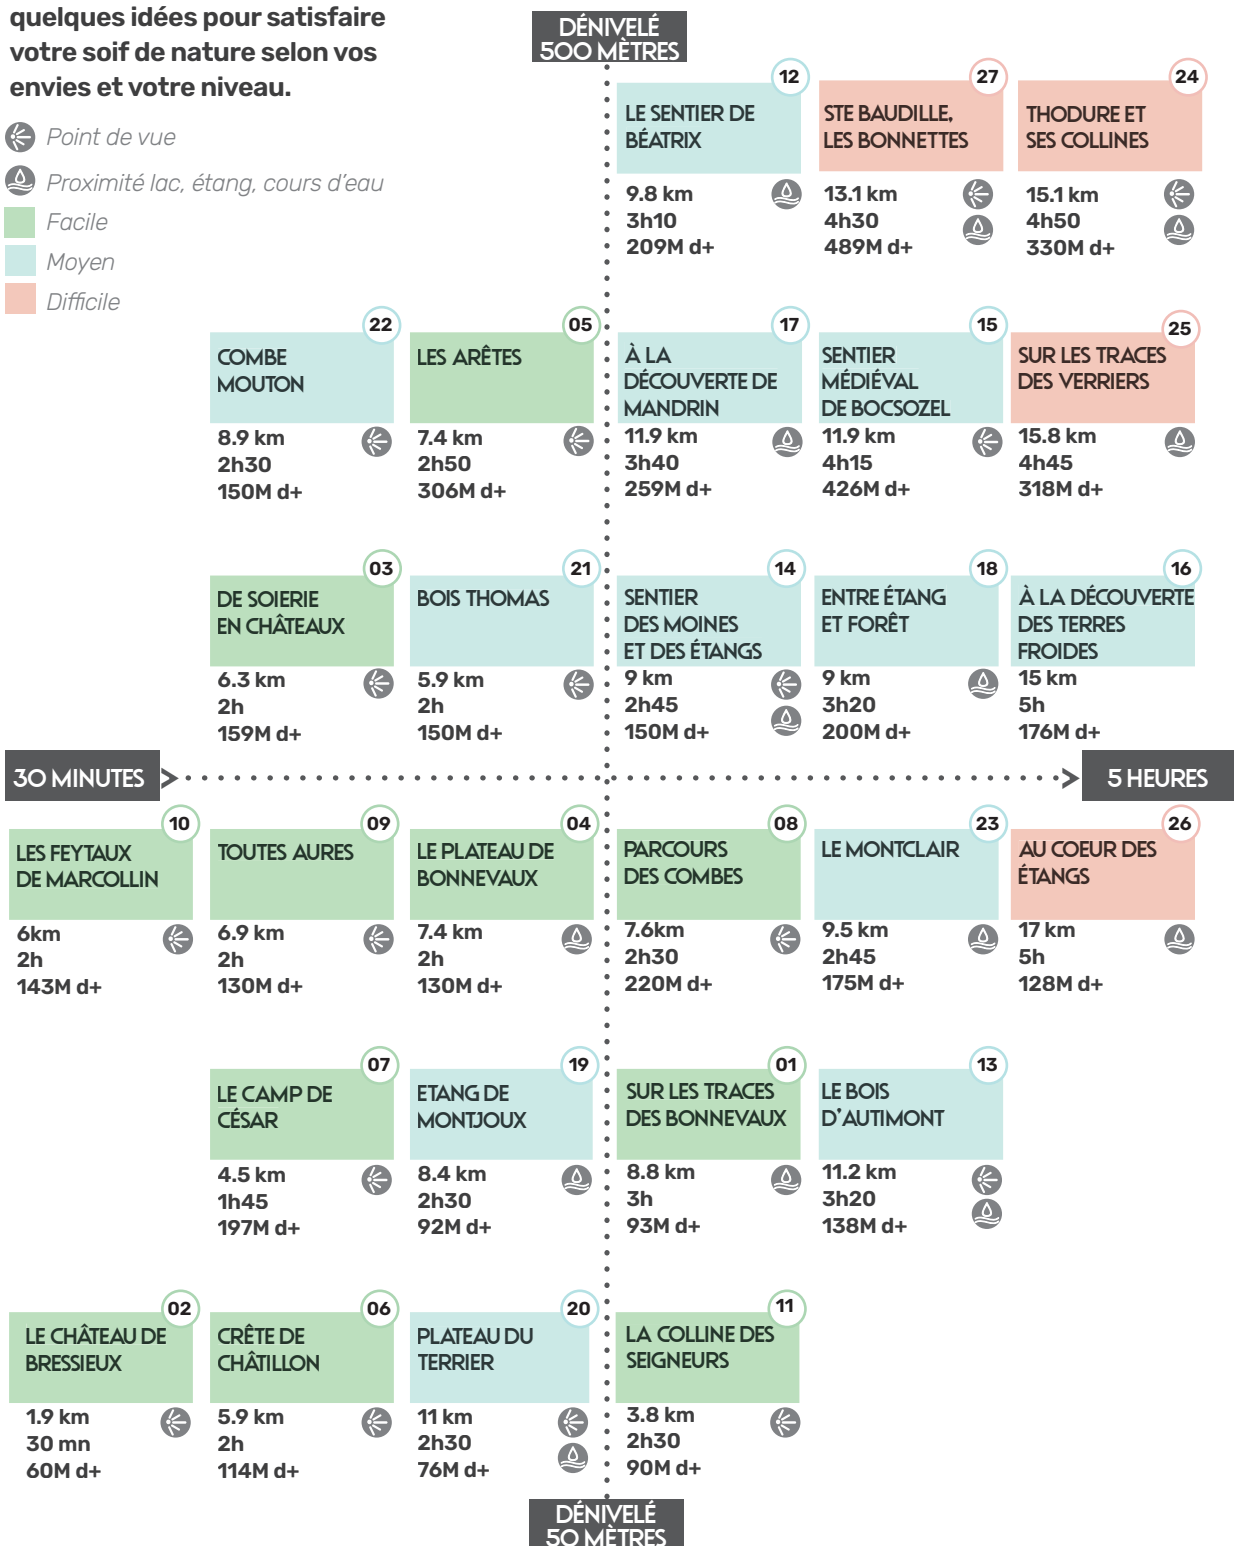 quelques idées pour satisfaire
votre soif de nature selon vos
envies et votre niveau.
Point de vue
Proximité lac, étang, cours d'eau
Facile
Moyen
Difficile
DÉNIVELÉ
500 MÈTRES
12
LE SENTIER DE
BÉATRIX
9.8 km
3h10
209M d+
27
STE BAUDILLE,
LES BONNETTES
13.1 km
4h30
489M d+
24
THODURE ET
SES COLLINES
15.1 km
4h50
330M d+
22
COMBE
MOUTON
8.9 km
2h30
150M d+
05
LES ARÊTES
7.4 km
2h50
306M d+
17
À LA
DÉCOUVERTE DE
MANDRIN
11.9 km
3h40
259M d+
15
SENTIER
MÉDIÉVAL
DE BOCSOZEL
11.9 km
4h15
426M d+
25
SUR LES TRACES
DES VERRIERS
15.8 km
4h45
318M d+
03
DE SOIERIE
EN CHÂTEAUX
6.3 km
2h
159M d+
21
BOIS THOMAS
5.9 km
2h
150M d+
14
SENTIER
DES MOINES
ET DES ÉTANGS
9 km
2h45
150M d+
18
ENTRE ÉTANG
ET FORÊT
9 km
3h20
200M d+
16
À LA DÉCOUVERTE
DES TERRES
FROIDES
15 km
5h
176M d+
30 MINUTES
5 HEURES
10
LES FEYTAUX
DE MARCOLLIN
6km
2h
143M d+
09
TOUTES AURES
6.9 km
2h
130M d+
04
LE PLATEAU DE
BONNEVAUX
7.4 km
2h
130M d+
08
PARCOURS
DES COMBES
7.6km
2h30
220M d+
23
LE MONTCLAIR
9.5 km
2h45
175M d+
26
AU COEUR DES
ÉTANGS
17 km
5h
128M d+
07
LE CAMP DE
CÉSAR
4.5 km
1h45
197M d+
19
ETANG DE
MONTJOUX
8.4 km
2h30
92M d+
01
SUR LES TRACES
DES BONNEVAUX
8.8 km
3h
93M d+
13
LE BOIS
D'AUTIMONT
11.2 km
3h20
138M d+
02
LE CHÂTEAU DE
BRESSIEUX
1.9 km
30 mn
60M d+
06
CRÊTE DE
CHÂTILLON
5.9 km
2h
114M d+
20
PLATEAU DU
TERRIER
11 km
2h30
76M d+
11
LA COLLINE DES
SEIGNEURS
3.8 km
2h30
90M d+
DÉNIVELÉ
50 MÈTRES